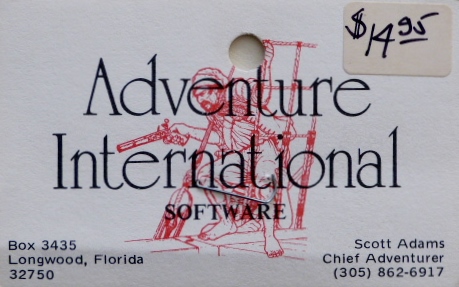 $14.95
Adventure
International
SOFTWARE
Box 3435
Longwood, Florida
32750
Scott Adams
Chief Adventurer
(305) 862-6917